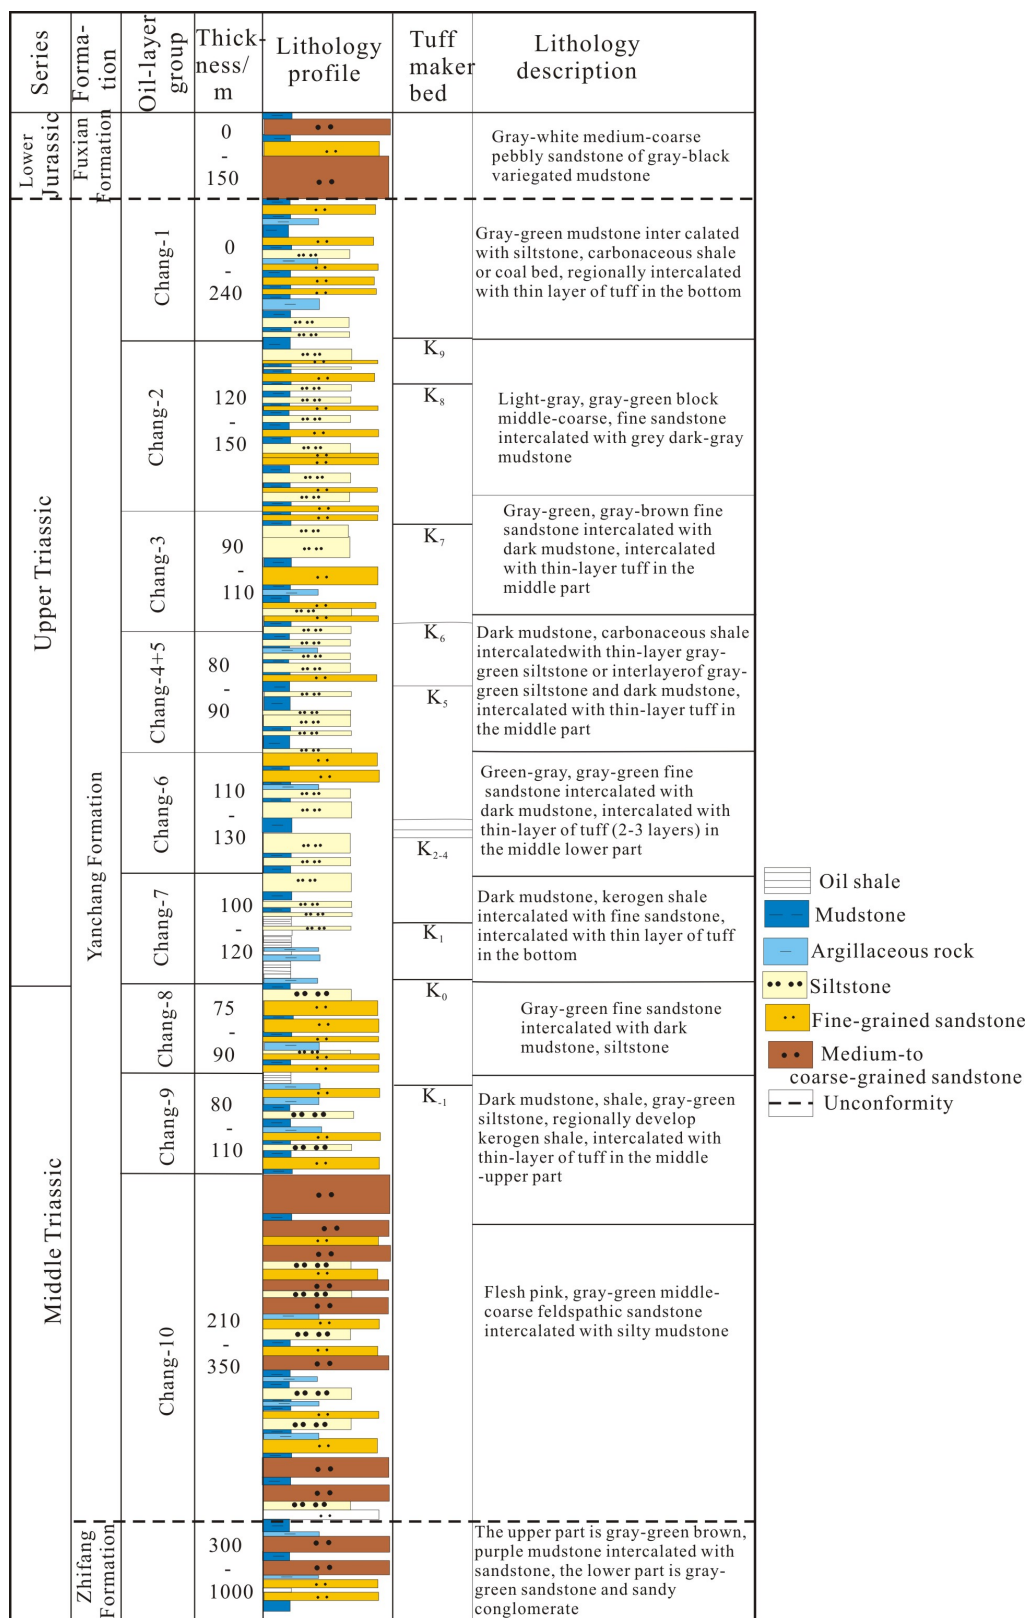 Series
Forma-
tion
Oil-layer
group
Thick-
ness/
m
Lithology
profile
Tuff
maker
bed
Lithology
description
Lower
Jurassic
Fuxian
Formation
0
-
150
Gray-white medium-coarse
pebbly sandstone of gray-black
variegated mudstone
Upper Triassic
Yanchang Formation
Chang-1
0
-
240
Gray-green mudstone inter calated
with siltstone, carbonaceous shale
or coal bed, regionally intercalated
with thin layer of tuff in the bottom
Chang-2
120
-
150
K9
K8
Light-gray, gray-green block
middle-coarse, fine sandstone
intercalated with grey dark-gray
mudstone
Chang-3
90
-
110
K7
Gray-green, gray-brown fine
sandstone intercalated with
dark mudstone, intercalated
with thin-layer tuff in the
middle part
Chang-4+5
80
-
90
K6
K5
Dark mudstone, carbonaceous shale
intercalatedwith thin-layer gray-
green siltstone or interlayerof gray-
green siltstone and dark mudstone,
intercalated with thin-layer tuff in
the middle part
Chang-6
110
-
130
K2-4
Green-gray, gray-green fine
sandstone intercalated with
dark mudstone, intercalated with
thin-layer of tuff (2-3 layers) in
the middle lower part
Chang-7
100
-
120
K1
Dark mudstone, kerogen shale
intercalated with fine sandstone,
intercalated with thin layer of tuff
in the bottom
Middle Triassic
Chang-8
75
-
90
K0
Gray-green fine sandstone
intercalated with dark
mudstone, siltstone
Chang-9
80
-
110
K-1
Dark mudstone, shale, gray-green
siltstone, regionally develop
kerogen shale, intercalated with
thin-layer of tuff in the middle
-upper part
Chang-10
210
-
350
Flesh pink, gray-green middle-
coarse feldspathic sandstone
intercalated with silty mudstone
Zhifang
Formation
300
-
1000
The upper part is gray-green brown,
purple mudstone intercalated with
sandstone, the lower part is gray-
green sandstone and sandy
conglomerate
Oil shale
Mudstone
Argillaceous rock
Siltstone
Fine-grained sandstone
Medium-to
coarse-grained sandstone
Unconformity